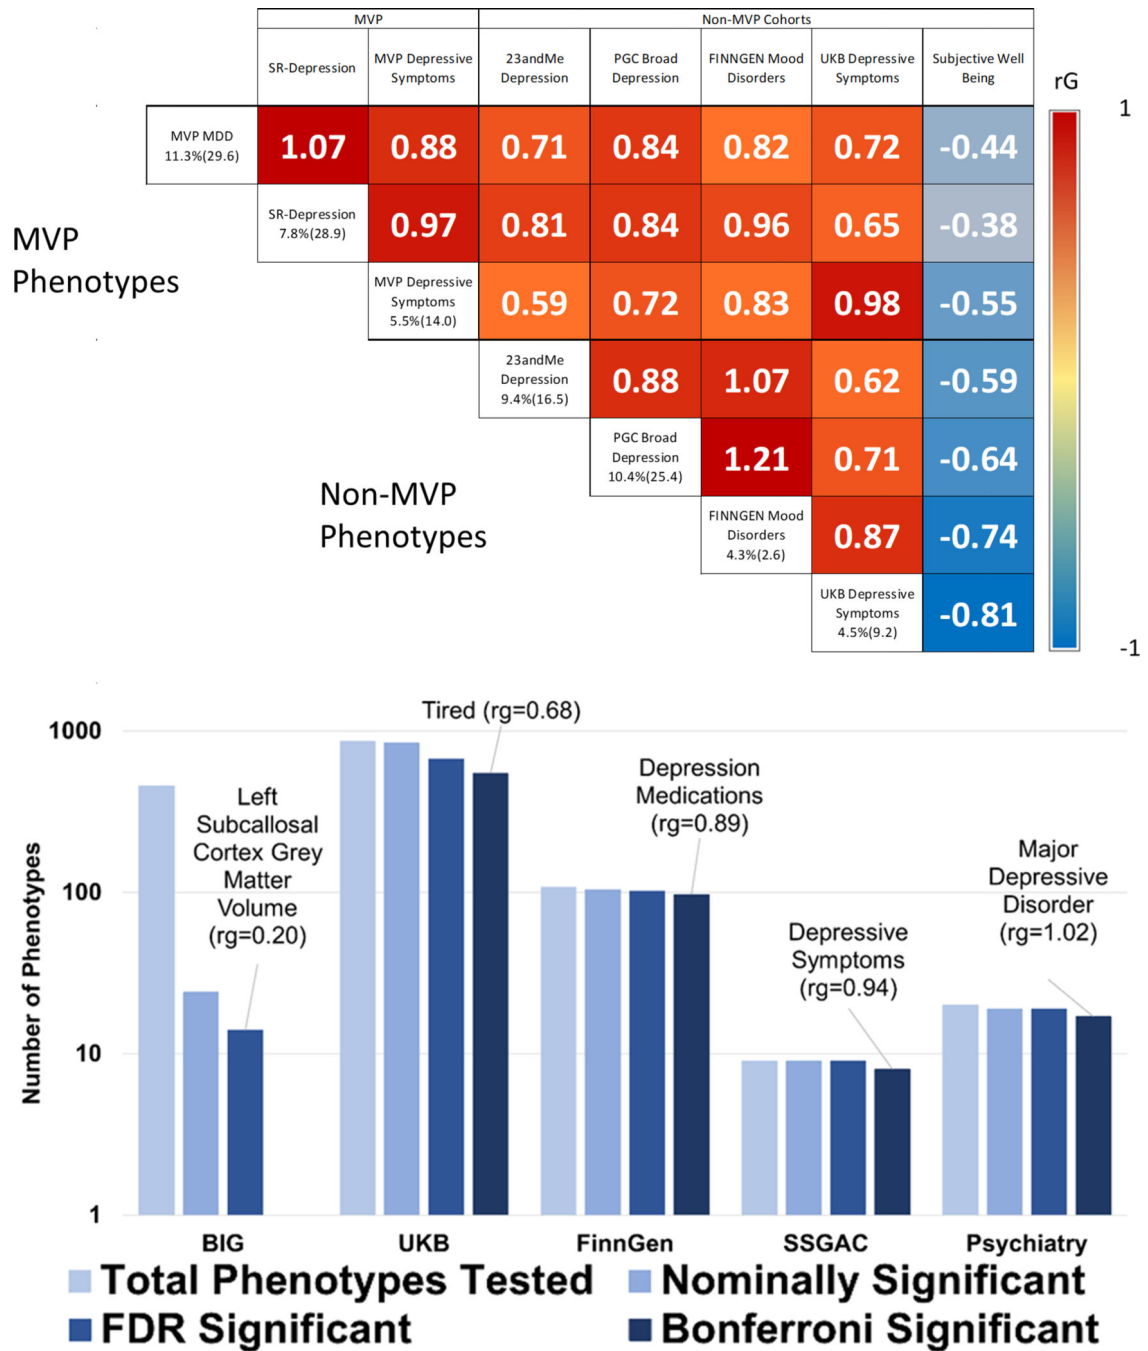 MVP
Non-MVP Cohorts
SR-Depression
MVP Depressive
Symptoms
23andMe
Depression
PGC Broad
Depression
FINNGEN Mood
Disorders
UKB Depressive
Symptoms
Subjective Well
Being
rG
1
-1
MVP
Phenotypes
MVP MDD
11.3%(29.6)
1.07 0.88 0.71 0.84 0.82 0.72 -0.44
SR-Depression
7.8%(28.9)
0.97 0.81 0.84 0.96 0.65 -0.38
MVP Depressive
Symptoms
5.5%(14.0)
0.59 0.72 0.83 0.98 -0.55
23andMe
Depression
9.4%(16.5)
0.88 1.07 0.62 -0.59
Non-MVP
Phenotypes
PGC Broad
Depression
10.4%(25.4)
1.21 0.71 -0.64
FINNGEN Mood
Disorders
4.3%(2.6)
0.87 -0.74
UKB Depressive
Symptoms
4.5%(9.2)
-0.81
Number of Phenotypes
1000
100
10
1
Left
Subcallosal
Cortex Grey
Matter
Volume
(rg=0.20)
Tired (rg=0.68)
Depression
Medications
(rg=0.89)
Depressive
Symptoms
(rg=0.94)
Major
Depressive
Disorder
(rg=1.02)
BIG UKB FinnGen SSGAC Psychiatry
Total Phenotypes Tested Nominally Significant
FDR Significant Bonferroni Significant